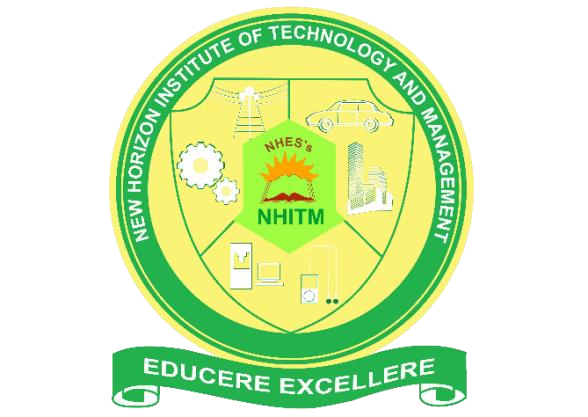 NEW HORIZON INSTITUTE OF TECHNOLOGY AND MANAGEMENT
NHES's
NHITM
EDUCERE EXCELLERE